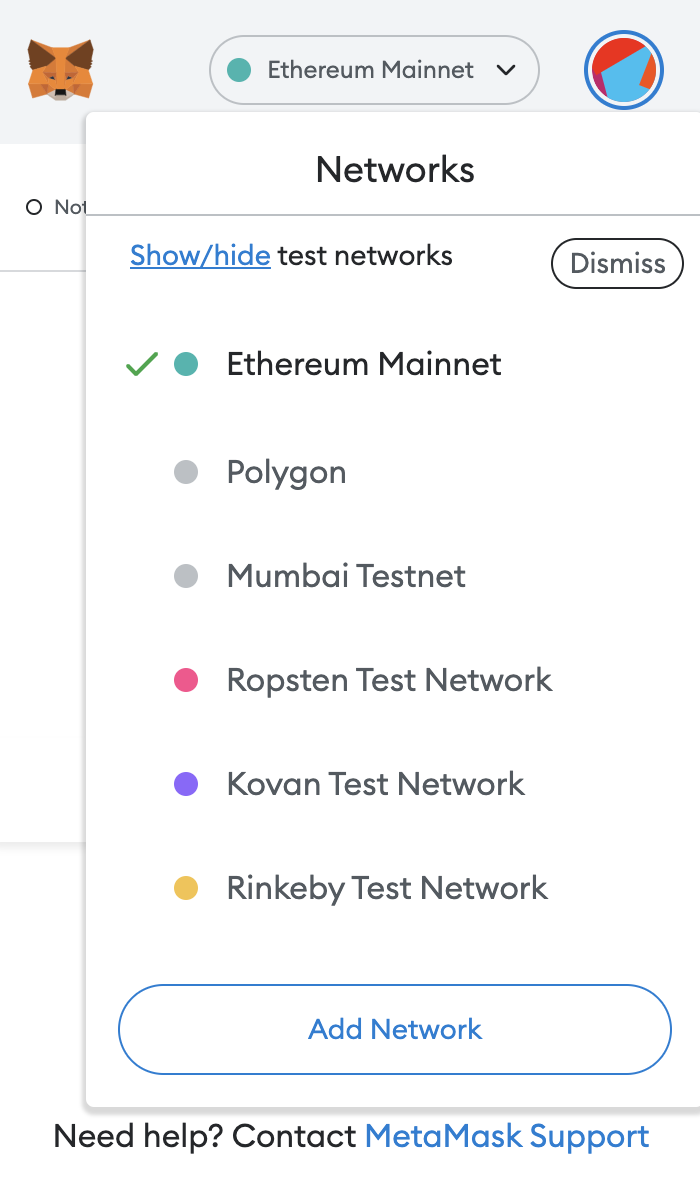 Ethereum Mainnet
Networks
Show/hide test networks
Dismiss
Ethereum Mainnet
Polygon
Mumbai Testnet
Ropsten Test Network
Kovan Test Network
Rinkeby Test Network
Add Network
Need help? Contact MetaMask Support